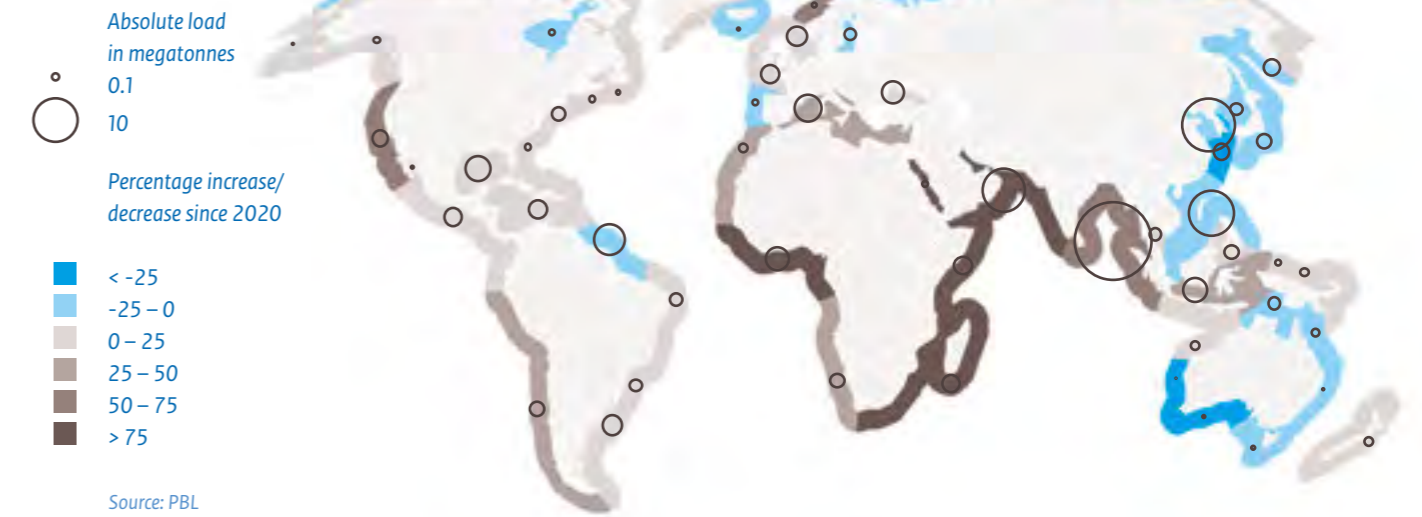 Absolute load
in megatonnes
0.1
10
Percentage increase/
decrease since 2020
< -25
-25 – 0
0 – 25
25 – 50
50 – 75
> 75
Source: PBL